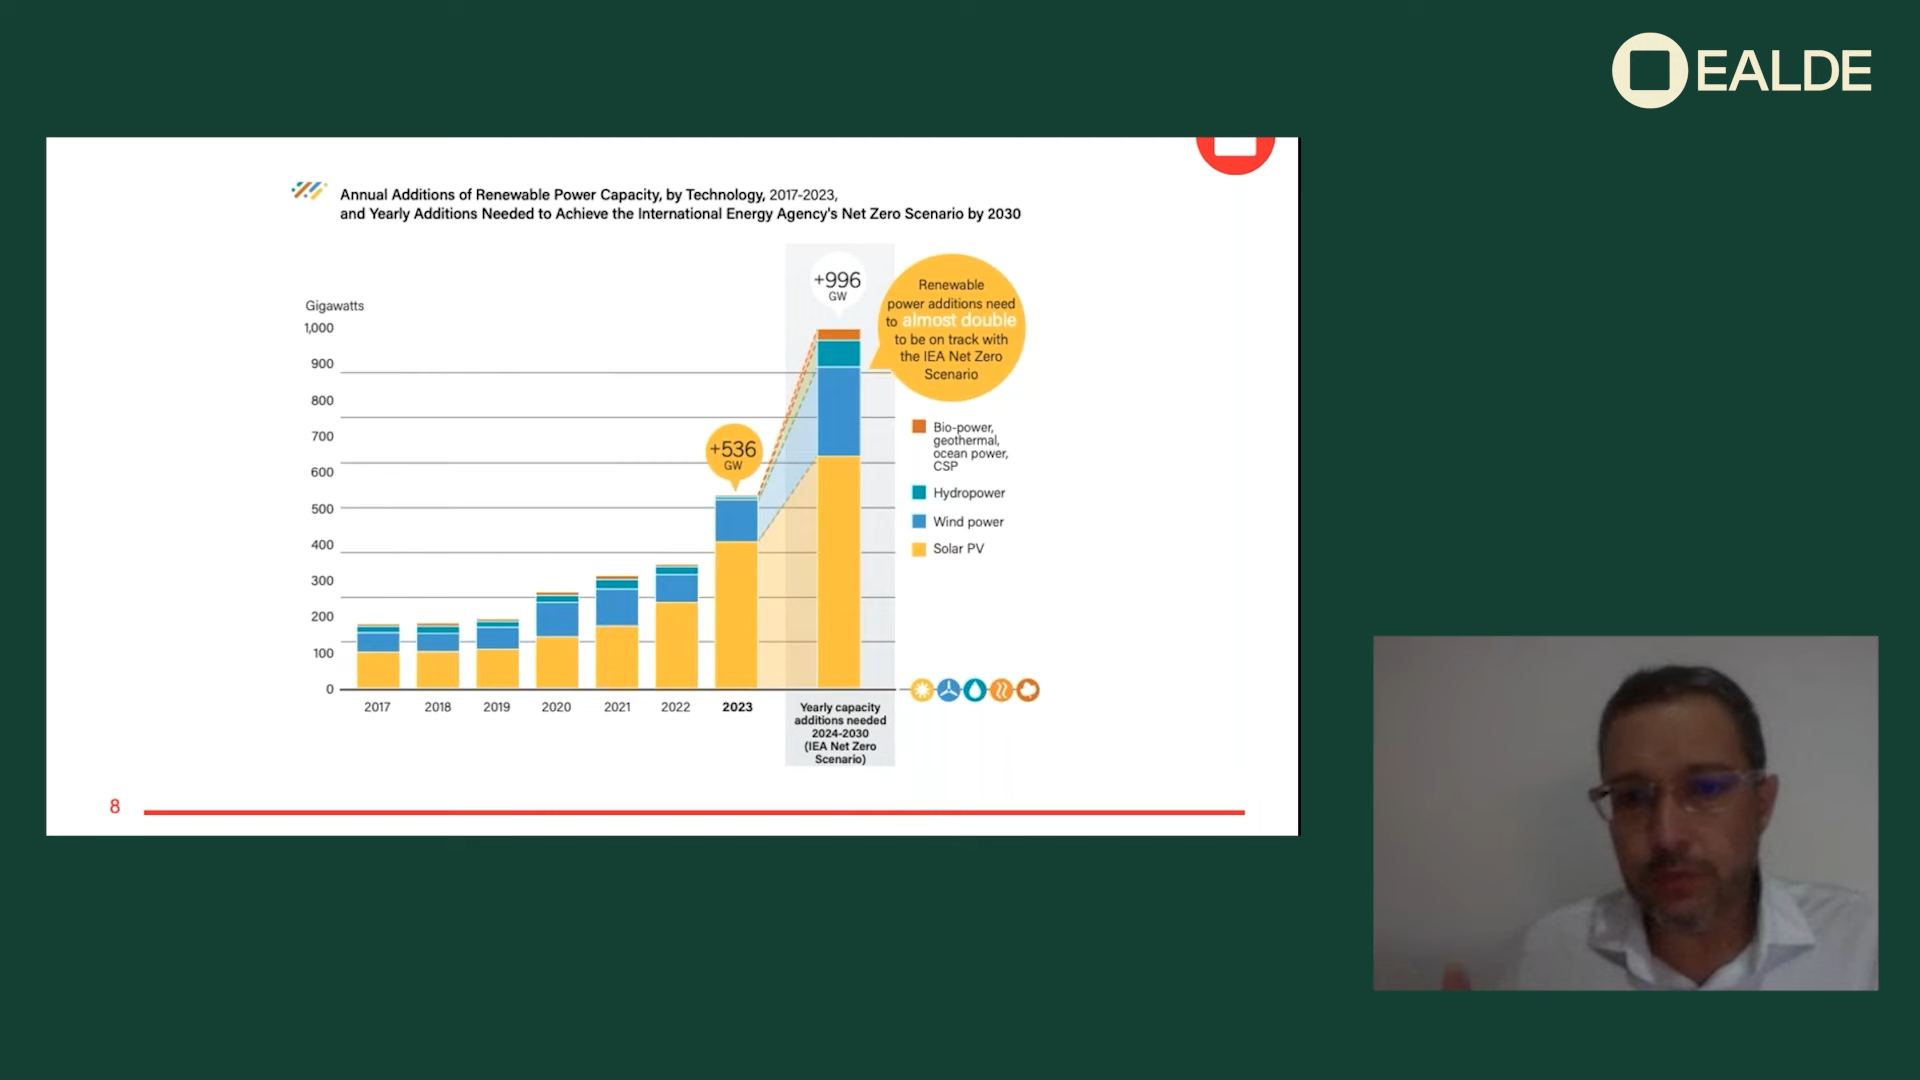 EALDE
Annual Additions of Renewable Power Capacity, by Technology, 2017-2023,
and Yearly Additions Needed to Achieve the International Energy Agency's Net Zero Scenario by 2030
Gigawatts
1,000
900
800
700
600
500
400
300
200
100
0
+536
GW
+996
GW
Renewable
power additions need
to almost double
to be on track with
the IEA Net Zero
Scenario
Bio-power,
geothermal,
ocean power,
CSP
Hydropower
Wind power
Solar PV
2017
2018
2019
2020
2021
2022
2023
Yearly capacity
additions needed
2024-2030
(IEA Net Zero
Scenario)
8